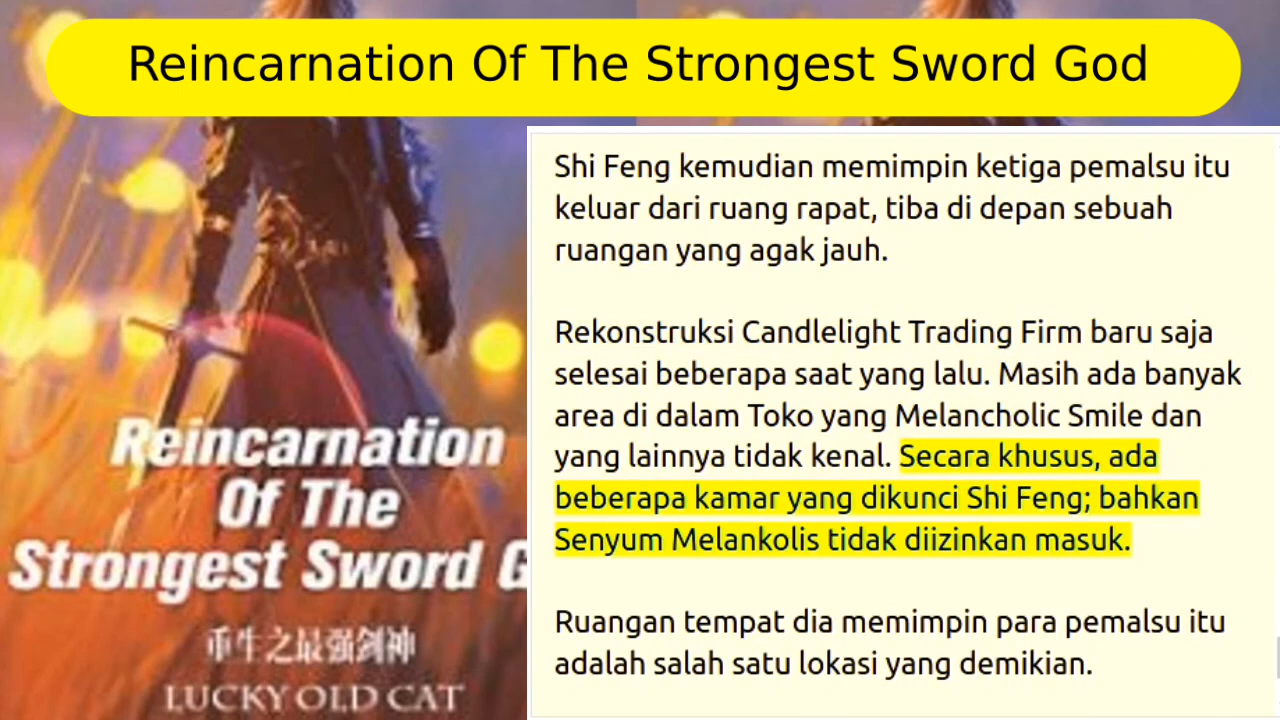 Reincarnation Of The Strongest Sword God
Reincarnation
Of The
Strongest Sword G
重生之最强剑神
LUCKY OLD CAT
Shi Feng kemudian memimpin ketiga pemalsu itu
keluar dari ruang rapat, tiba di depan sebuah
ruangan yang agak jauh.
Rekonstruksi Candlelight Trading Firm baru saja
selesai beberapa saat yang lalu. Masih ada banyak
area di dalam Toko yang Melancholic Smile dan
yang lainnya tidak kenal. Secara khusus, ada
beberapa kamar yang dikunci Shi Feng; bahkan
Senyum Melankolis tidak diizinkan masuk.
Ruangan tempat dia memimpin para pemalsu itu
adalah salah satu lokasi yang demikian.